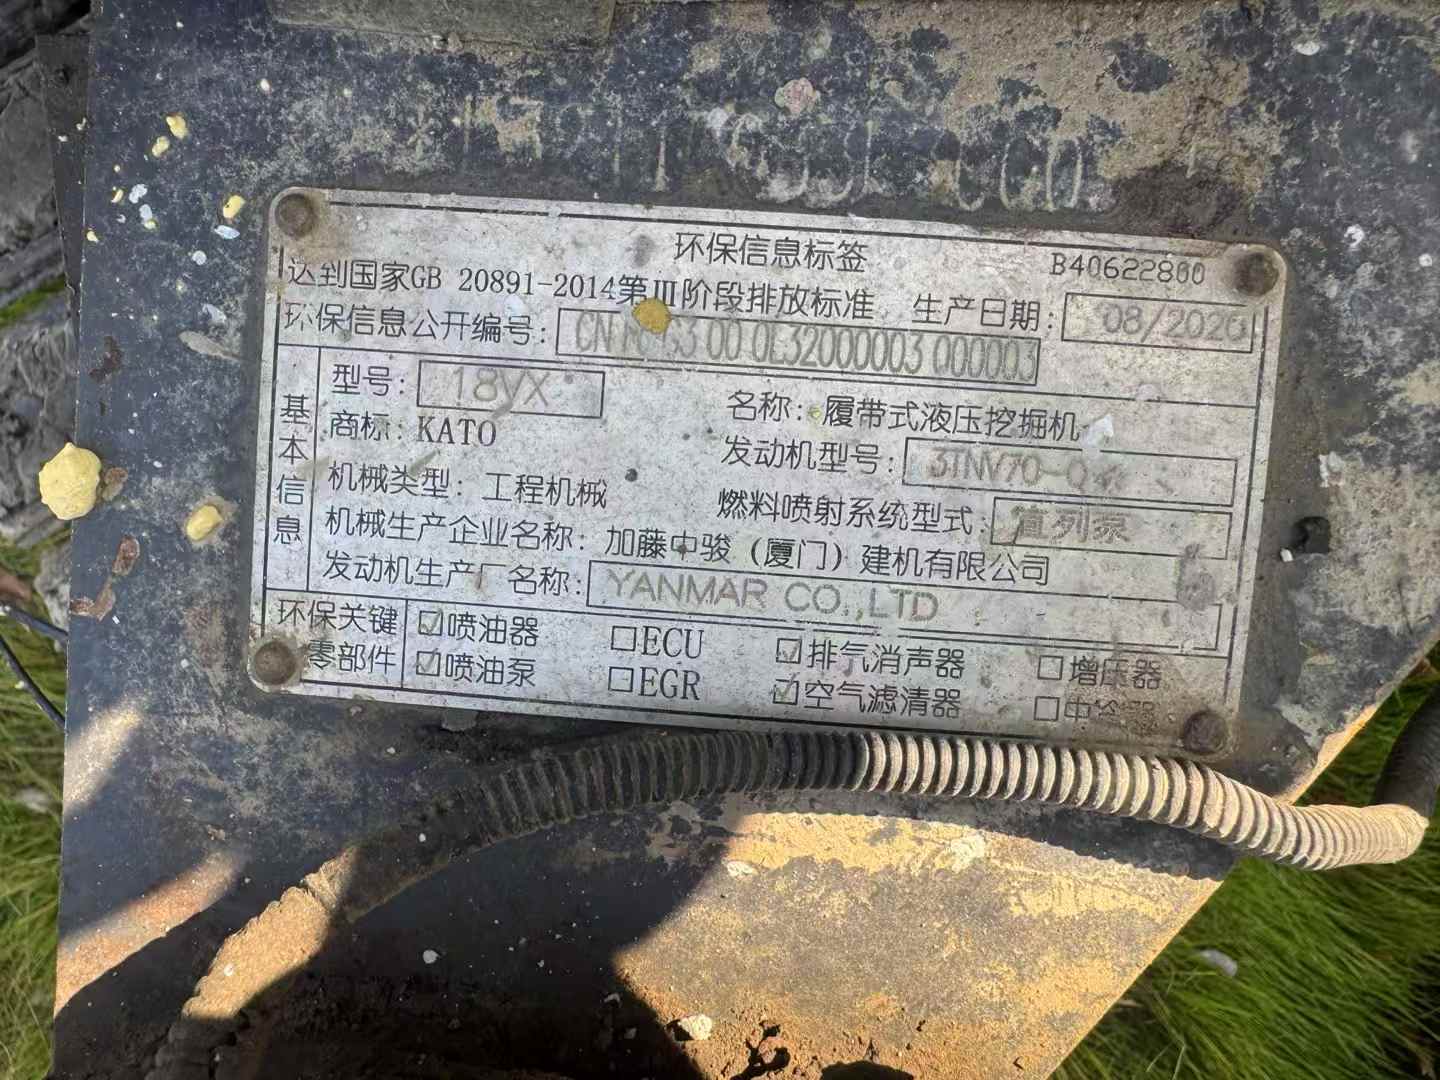 环保信息标签 B40622800
达到国家GB 20891-2014第Ⅲ阶段排放标准 生产日期: 08/2020
环保信息公开编号: 0L32000003 000003
基本信息
型号: 18VX 名称: 履带式液压挖掘机
商标: KATO 发动机型号:
机械类型: 工程机械 燃料喷射系统型式: 直列泵
机械生产企业名称: 加藤中骏 (厦门) 建机有限公司
发动机生产厂名称: YANMAR CO.,LTD
环保关键零部件
☑喷油器 □ECU ☑排气消声器 □增压器
☑喷油泵 □EGR ☑空气滤清器 □中冷器